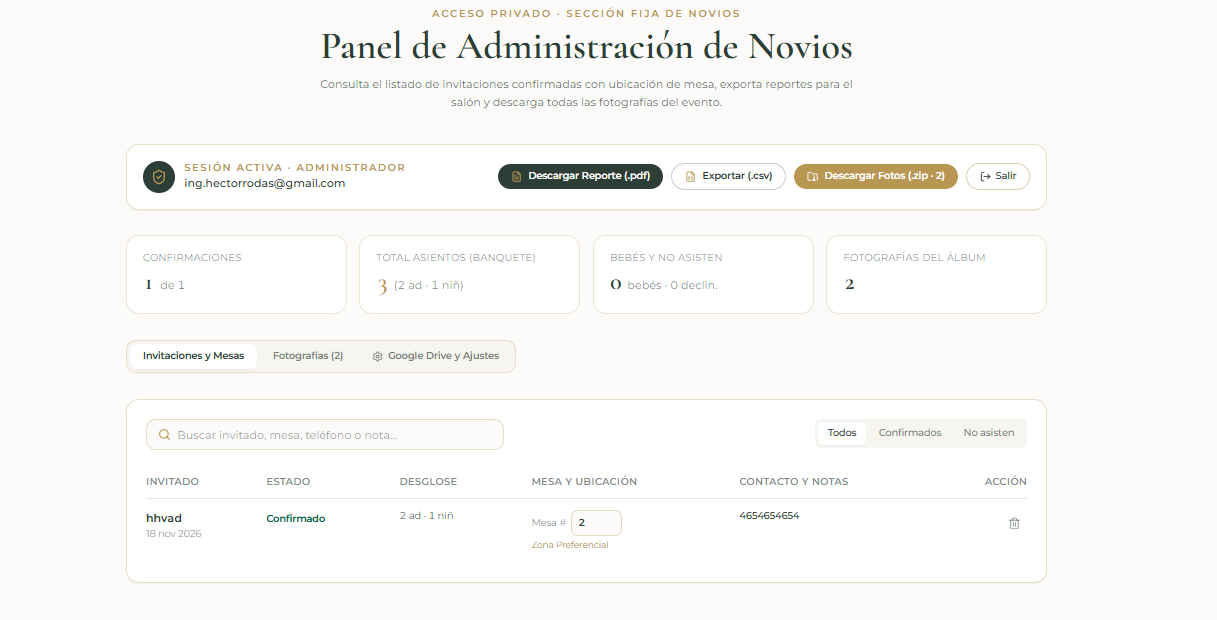 ACCESO PRIVADO · SECCIÓN FIJA DE NOVIOS
Panel de Administración de Novios
Consulta el listado de invitaciones confirmadas con ubicación de mesa, exporta reportes para el
salón y descarga todas las fotografías del evento.
SESIÓN ACTIVA · ADMINISTRADOR
ing.hectorrodas@gmail.com
Descargar Reporte (.pdf)
Exportar (.csv)
Descargar Fotos (.zip · 2)
Salir
CONFIRMACIONES
1 de 1
TOTAL ASIENTOS (BANQUETE)
3 (2 ad · 1 niñ)
BEBÉS Y NO ASISTEN
0 bebés · 0 declin.
FOTOGRAFÍAS DEL ÁLBUM
2
Invitaciones y Mesas
Fotografías (2)
Google Drive y Ajustes
Buscar invitado, mesa, teléfono o nota...
Todos
Confirmados
No asisten
INVITADO ESTADO DESGLOSE MESA Y UBICACIÓN CONTACTO Y NOTAS ACCIÓN
hhvad Confirmado 2 ad · 1 niñ Mesa # 2 4654654654
18 nov 2026
Zona Preferencial